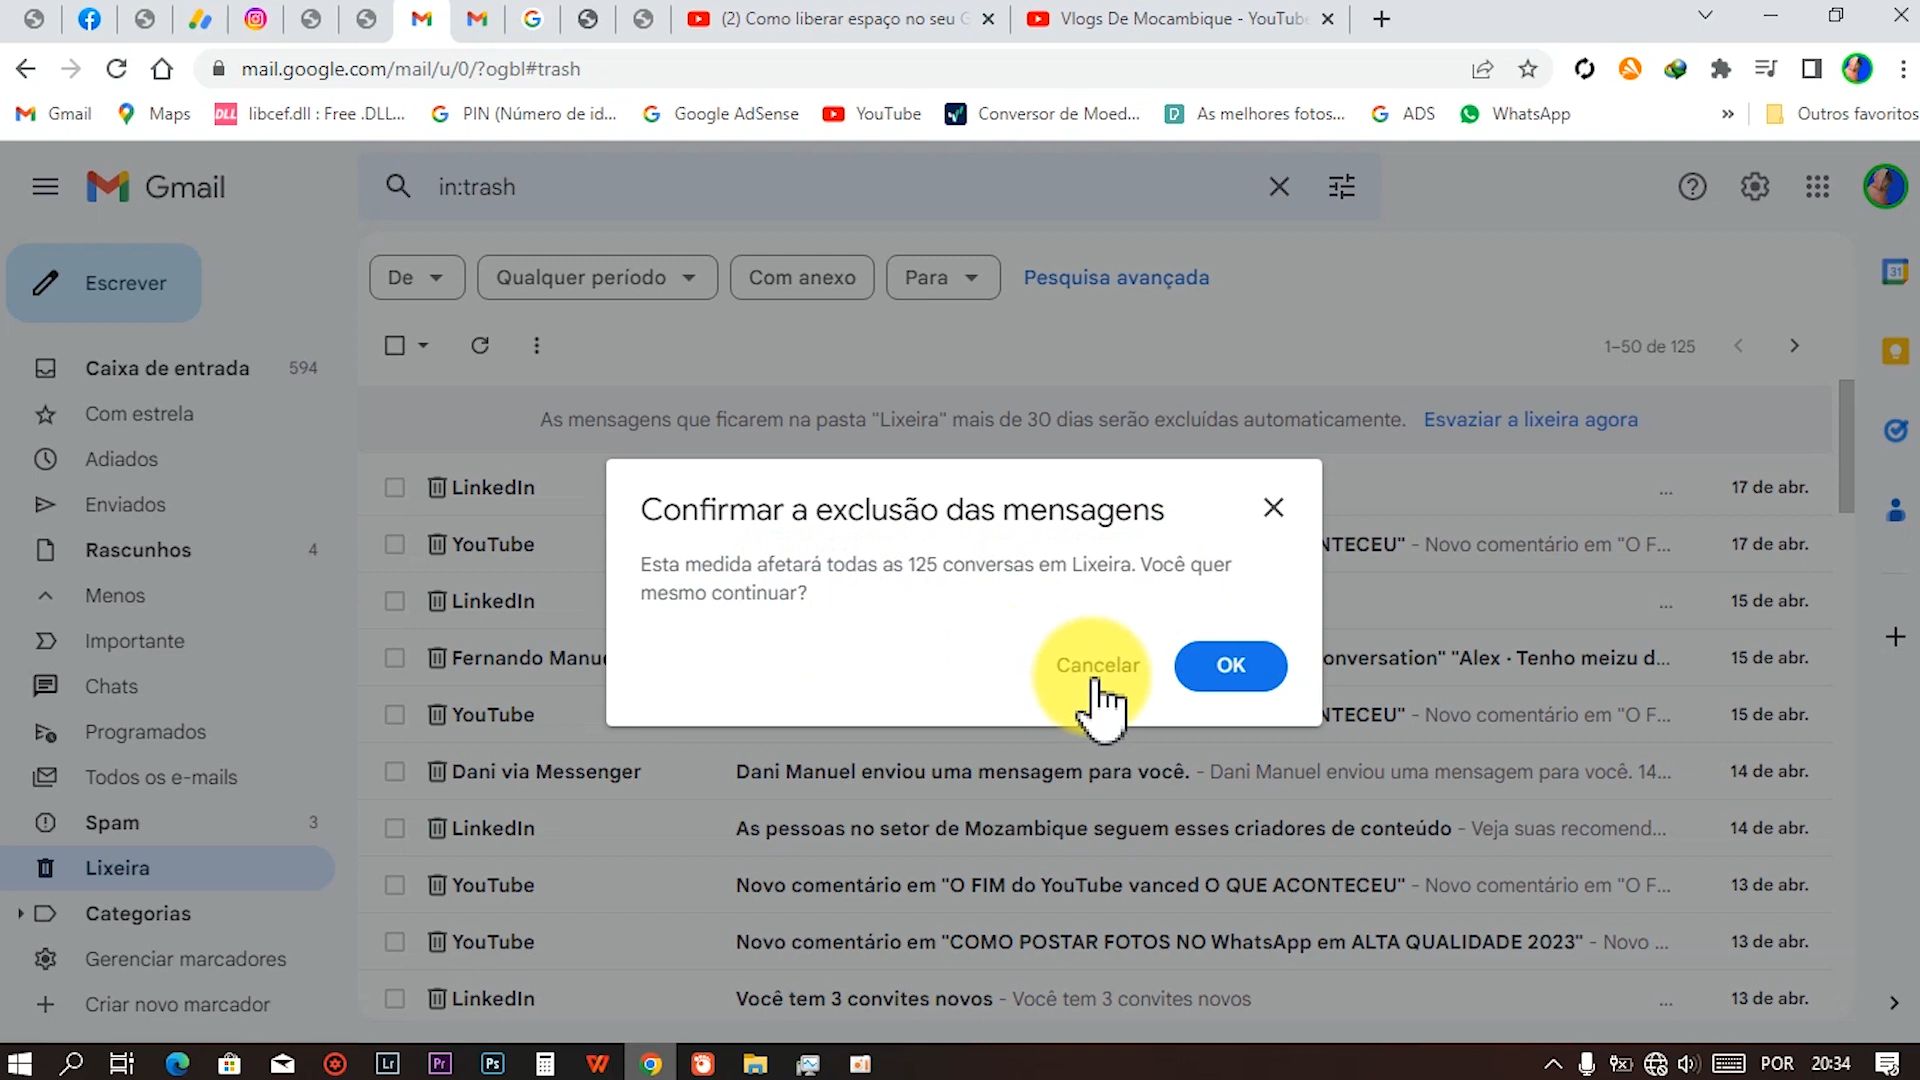 (2) Como liberar espaço no seu G
Vlogs De Mocambique - YouTube
mail.google.com/mail/u/0/?ogbl#trash
Gmail
Maps
DLL
libcef.dll : Free .DLL...
PIN (Número de id...
Google AdSense
YouTube
Conversor de Moed...
As melhores fotos...
ADS
WhatsApp
»
Outros favoritos
Gmail
in:trash
Escrever
De
Qualquer período
Com anexo
Para
Pesquisa avançada
1–50 de 125
Caixa de entrada 594
Com estrela
Adiados
Enviados
Rascunhos 4
Menos
Importante
Chats
Programados
Todos os e-mails
Spam 3
Lixeira
Categorias
Gerenciar marcadores
Criar novo marcador
As mensagens que ficarem na pasta "Lixeira" mais de 30 dias serão excluídas automaticamente. Esvaziar a lixeira agora
LinkedIn ... 17 de abr.
YouTube NTECEU" - Novo comentário em "O F... 17 de abr.
LinkedIn ... 15 de abr.
Fernando Manu onversation" "Alex · Tenho meizu d... 15 de abr.
YouTube NTECEU" - Novo comentário em "O F... 15 de abr.
Dani via Messenger Dani Manuel enviou uma mensagem para você. - Dani Manuel enviou uma mensagem para você. 14... 14 de abr.
LinkedIn As pessoas no setor de Mozambique seguem esses criadores de conteúdo - Veja suas recomend... 14 de abr.
YouTube Novo comentário em "O FIM do YouTube vanced O QUE ACONTECEU" - Novo comentário em "O F... 13 de abr.
YouTube Novo comentário em "COMO POSTAR FOTOS NO WhatsApp em ALTA QUALIDADE 2023" - Novo ... 13 de abr.
LinkedIn Você tem 3 convites novos - Você tem 3 convites novos ... 13 de abr.
Confirmar a exclusão das mensagens
Esta medida afetará todas as 125 conversas em Lixeira. Você quer
mesmo continuar?
Cancelar
OK
31
Lr
Pr
Ps
POR
20:34